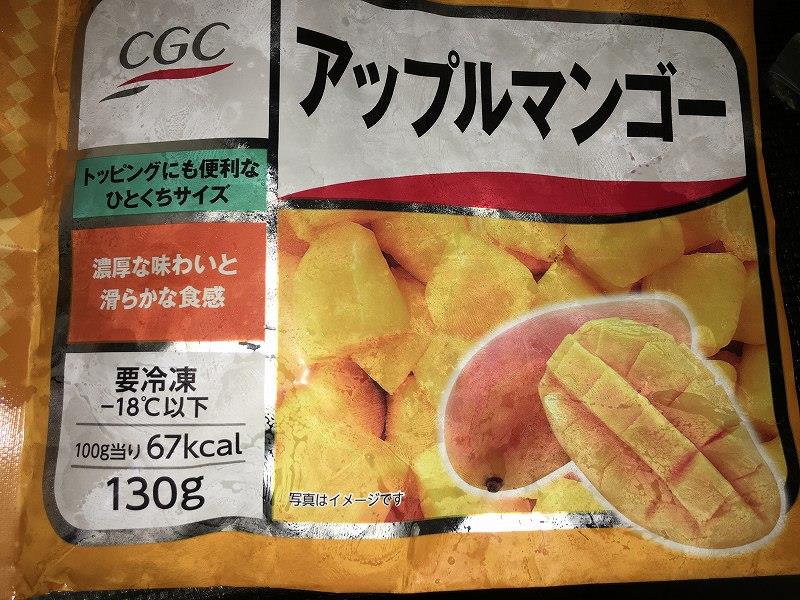 CGC
アップルマンゴー
トッピングにも便利な
ひとくちサイズ
濃厚な味わいと
滑らかな食感
要冷凍
-18℃以下
100g当り 67kcal
130g
写真はイメージです